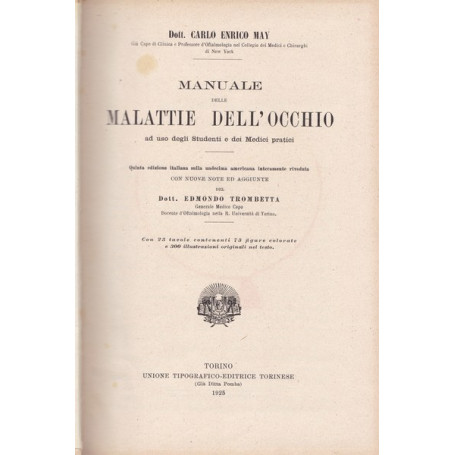 Dott. CARLO ENRICO MAY
Già Capo di Clinica e Professore d'Oftalmologia nel Collegio dei Medici e Chirurghi
di New York
MANUALE
DELLE
MALATTIE DELL'OCCHIO
ad uso degli Studenti e dei Medici pratici
Quinta edizione italiana sulla undecima americana interamente riveduta
CON NUOVE NOTE ED AGGIUNTE
DEL
Dott. EDMONDO TROMBETTA
Generale Medico Capo
Docente d'Oftalmologia nella R. Università di Torino.
Con 23 tavole contenenti 73 figure colorate
e 300 illustrazioni originali nel testo.
TORINO
UNIONE TIPOGRAFICO-EDITRICE TORINESE
(Già Ditta Pomba)
1925